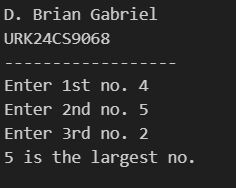 D. Brian Gabriel
URK24CS9068
------------------
Enter 1st no. 4
Enter 2nd no. 5
Enter 3rd no. 2
5 is the largest no.